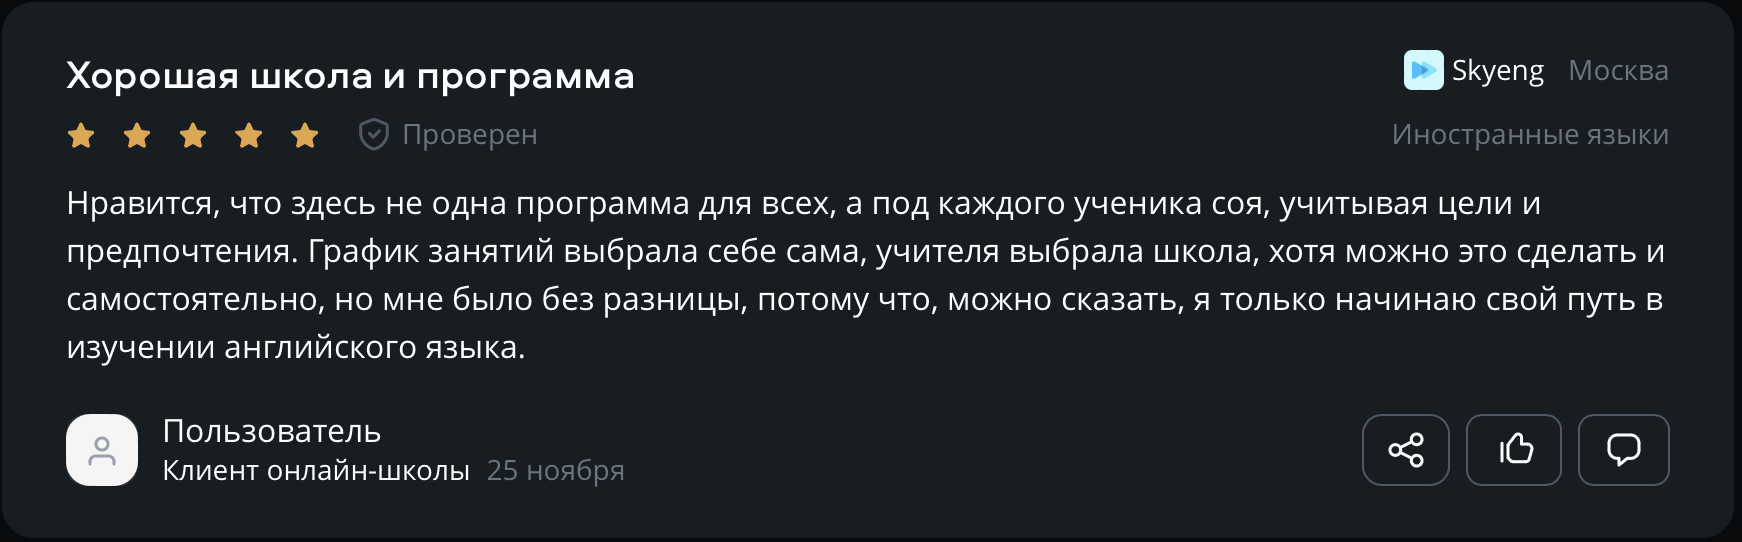 Хорошая школа и программа
Skyeng Москва
Проверен
Иностранные языки
Нравится, что здесь не одна программа для всех, а под каждого ученика соя, учитывая цели и
предпочтения. График занятий выбрала себе сама, учителя выбрала школа, хотя можно это сделать и
самостоятельно, но мне было без разницы, потому что, можно сказать, я только начинаю свой путь в
изучении английского языка.
Пользователь
Клиент онлайн-школы 25 ноября